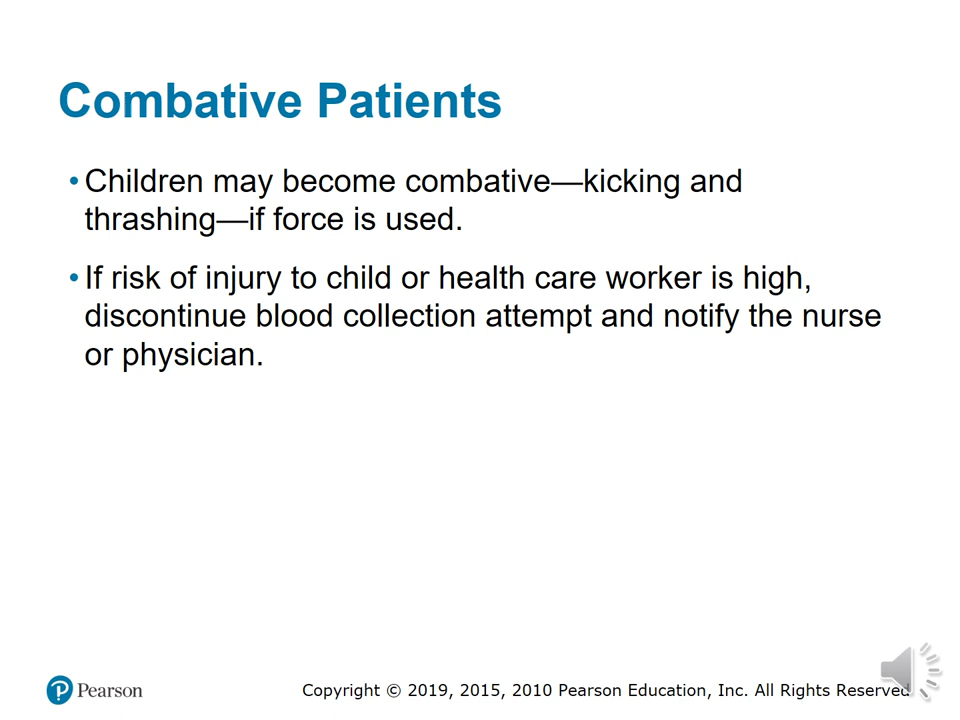 Combative Patients
• Children may become combative—kicking and
thrashing—if force is used.
• If risk of injury to child or health care worker is high,
discontinue blood collection attempt and notify the nurse
or physician.
Pearson
Copyright © 2019, 2015, 2010 Pearson Education, Inc. All Rights Reserved